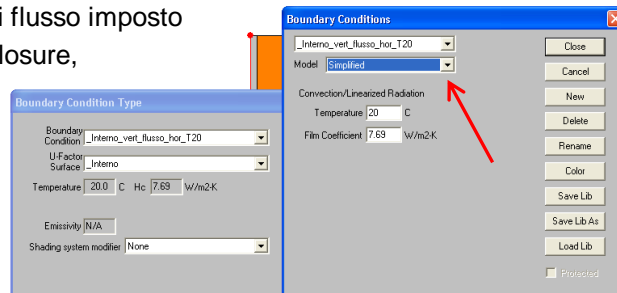 i flusso imposto
losure,
Boundary Condition Type
Boundary
Condition _Interno_vert_flusso_hor_T20
U-Factor
Surface _Interno
Temperature 20.0 C Hc 7.69 W/m2-K
Emissivity N/A
Shading system modifier None
Boundary Conditions
_Interno_vert_flusso_hor_T20
Model Simplified
Convection/Linearized Radiation
Temperature 20 C
Film Coefficient 7.69 W/m2-K
Close
Cancel
New
Delete
Rename
Color
Save Lib
Save Lib As
Load Lib
Protected